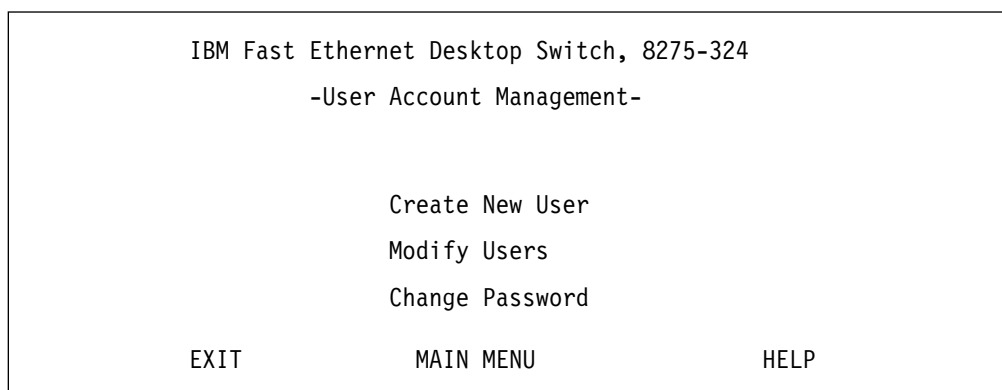 IBM Fast Ethernet Desktop Switch, 8275-324
-User Account Management-
Create New User
Modify Users
Change Password
EXIT MAIN MENU HELP